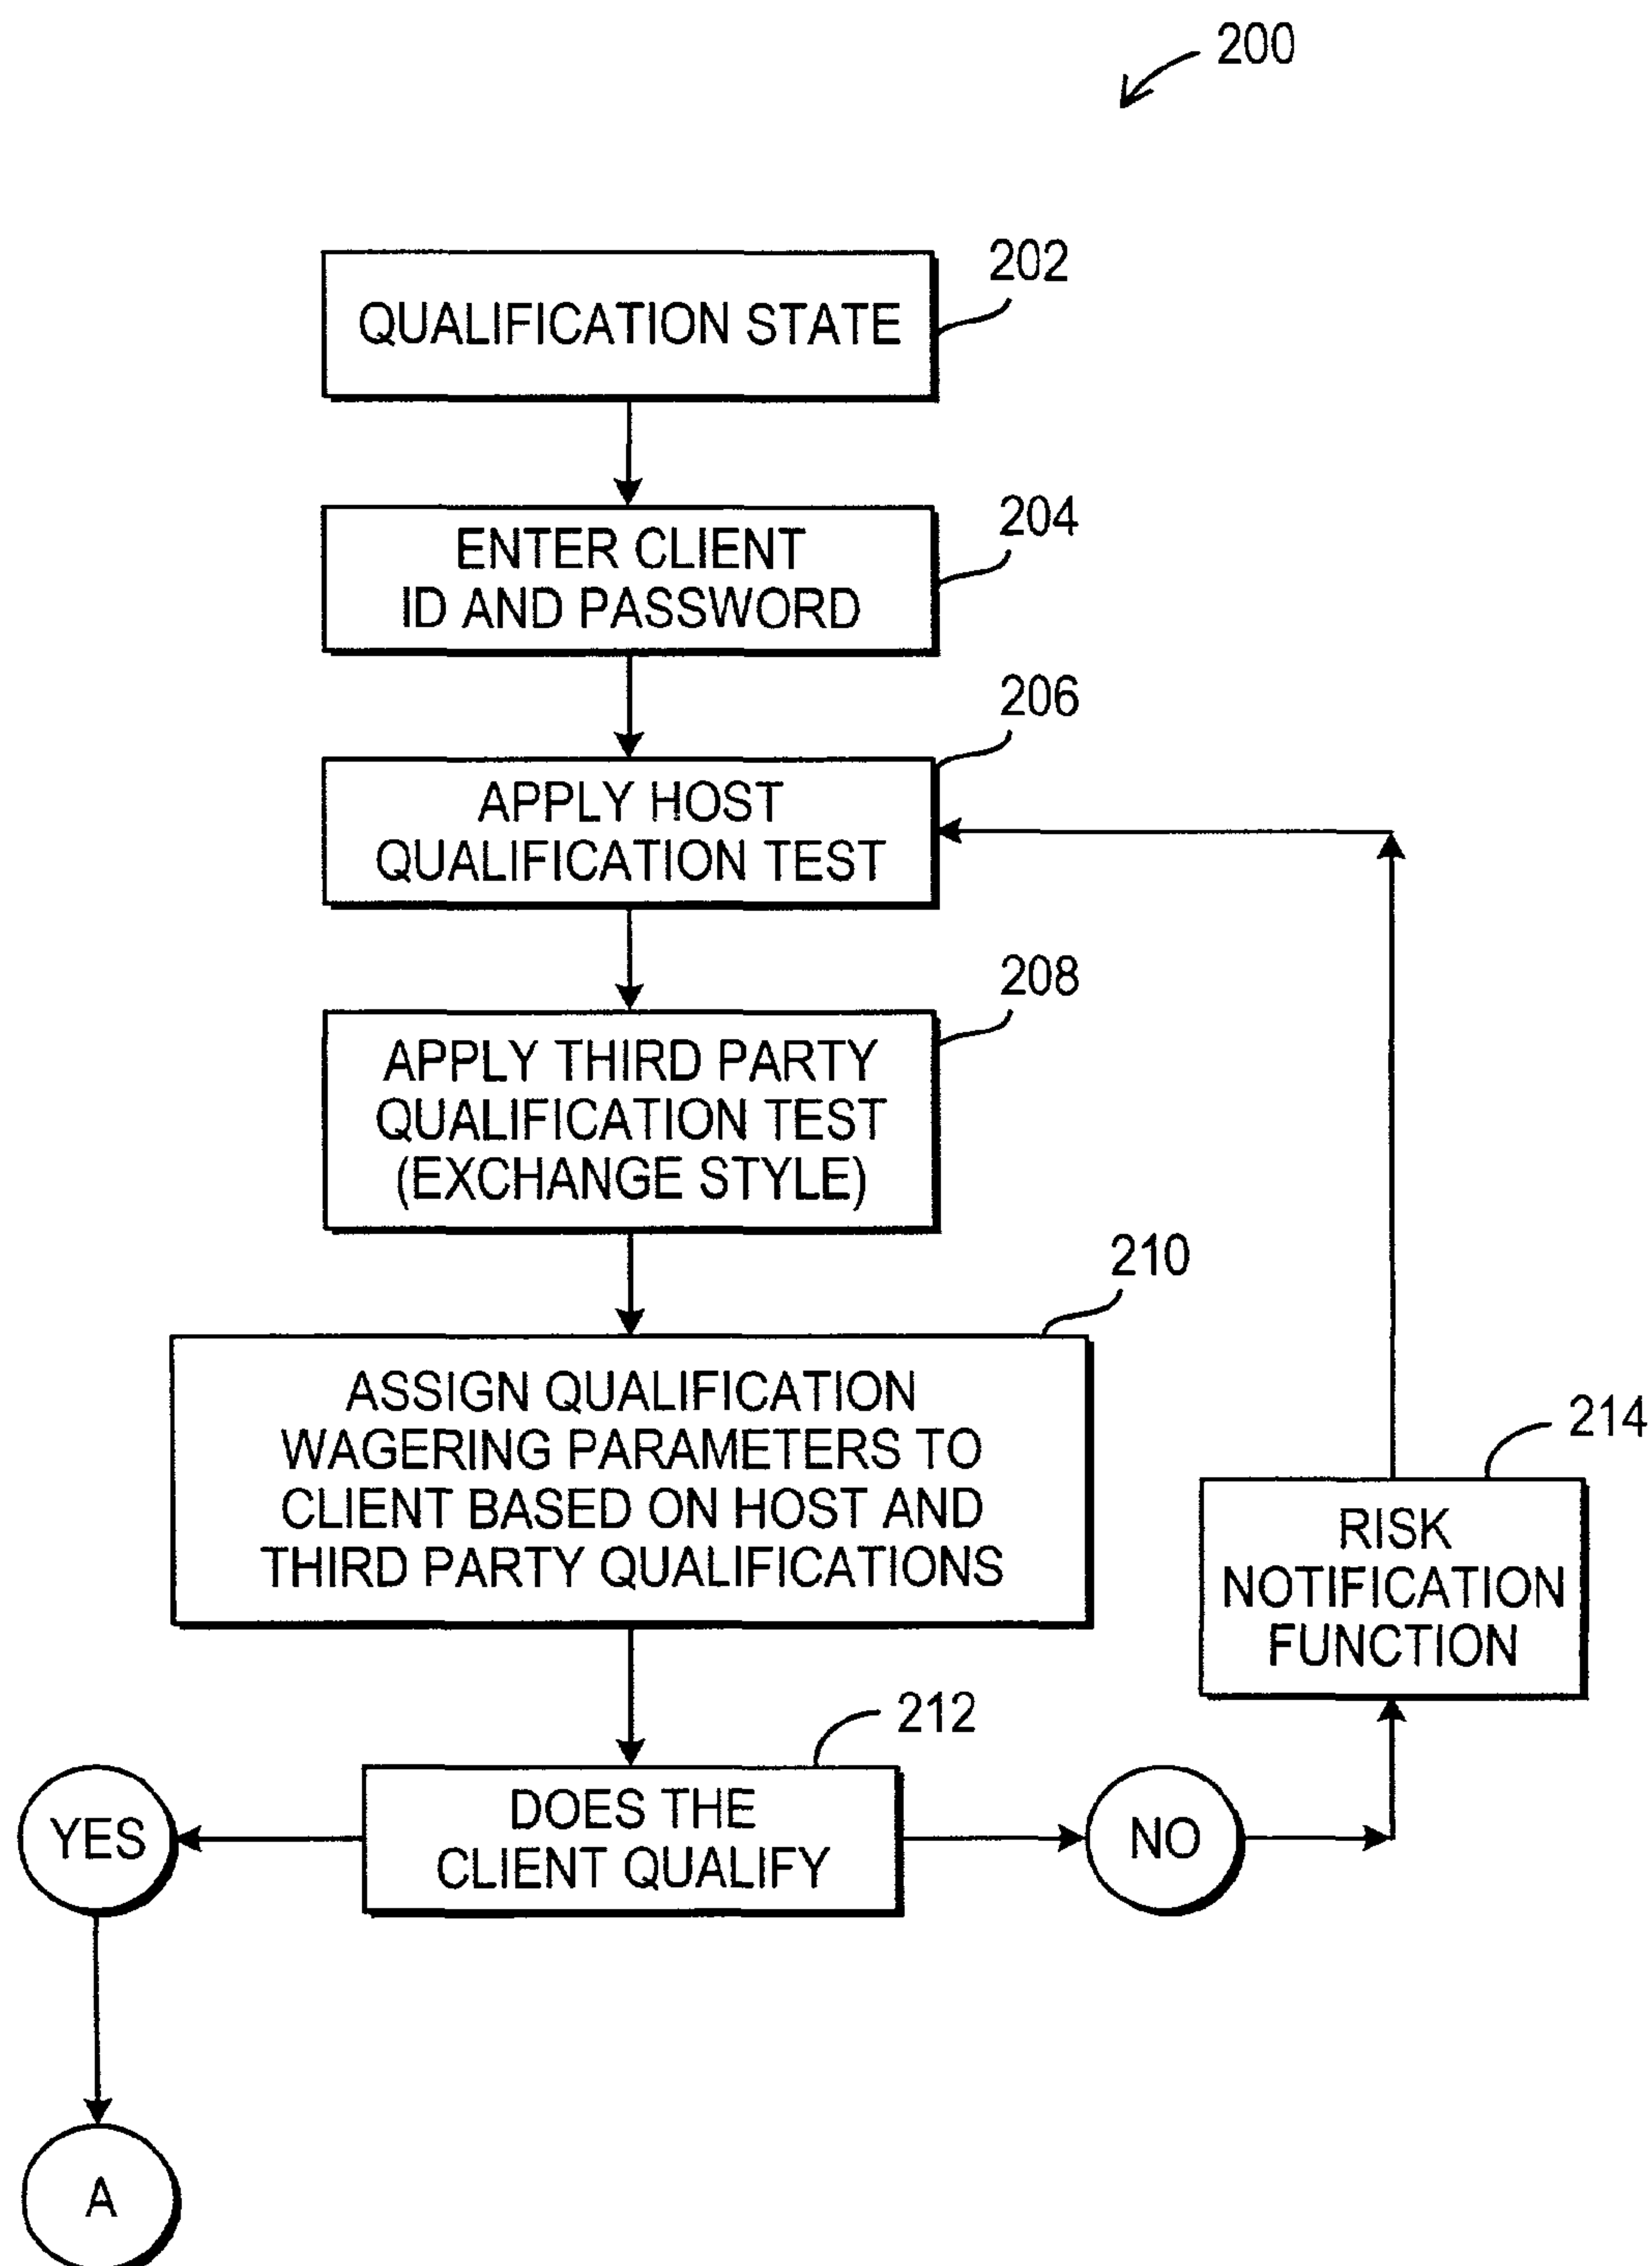 200
202
QUALIFICATION STATE
204
ENTER CLIENT
ID AND PASSWORD
206
APPLY HOST
QUALIFICATION TEST
208
APPLY THIRD PARTY
QUALIFICATION TEST
(EXCHANGE STYLE)
210
ASSIGN QUALIFICATION
WAGERING PARAMETERS TO
CLIENT BASED ON HOST AND
THIRD PARTY QUALIFICATIONS
214
RISK
NOTIFICATION
FUNCTION
212
YES
DOES THE
CLIENT QUALIFY
NO
A